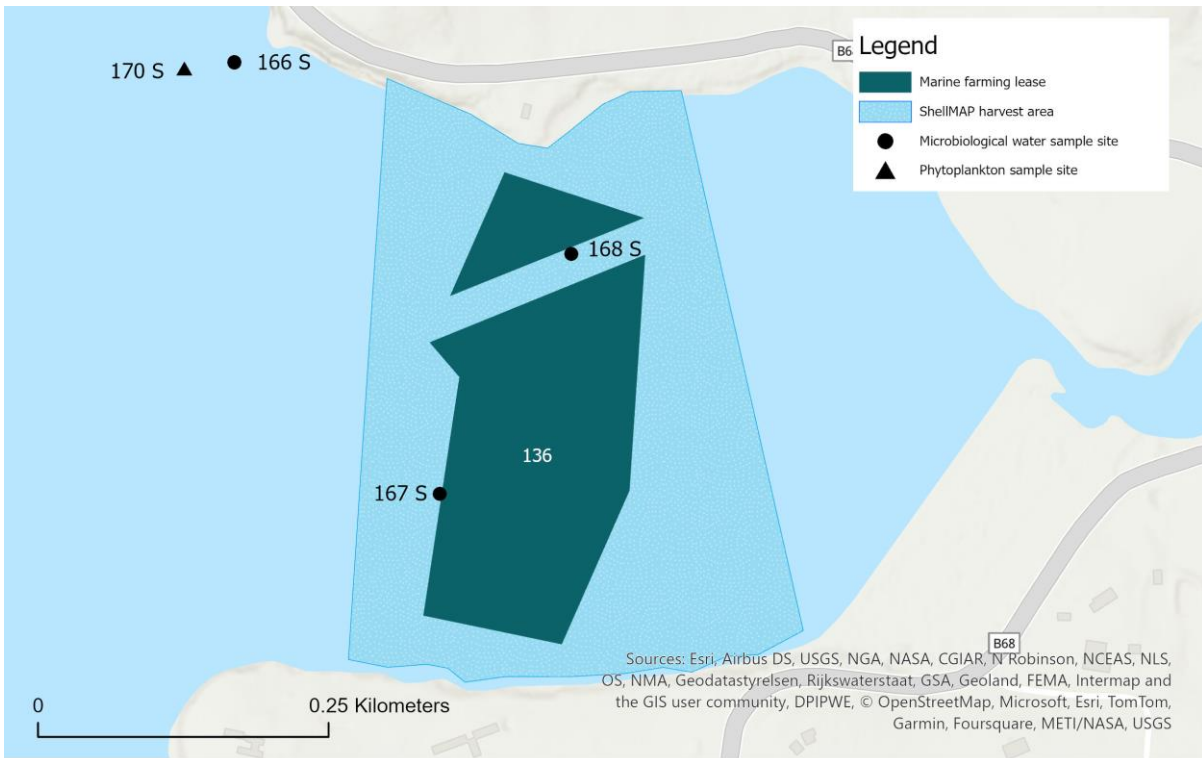 170 S
166 S
B6
Legend
Marine farming lease
ShellMAP harvest area
Microbiological water sample site
Phytoplankton sample site
168 S
136
167 S
B68
Sources: Esri, Airbus DS, USGS, NGA, NASA, CGIAR, N Robinson, NCEAS, NLS,
OS, NMA, Geodatastyrelsen, Rijkswaterstaat, GSA, Geoland, FEMA, Intermap and
the GIS user community, DPIPWE, © OpenStreetMap, Microsoft, Esri, TomTom,
Garmin, Foursquare, METI/NASA, USGS
0
0.25 Kilometers